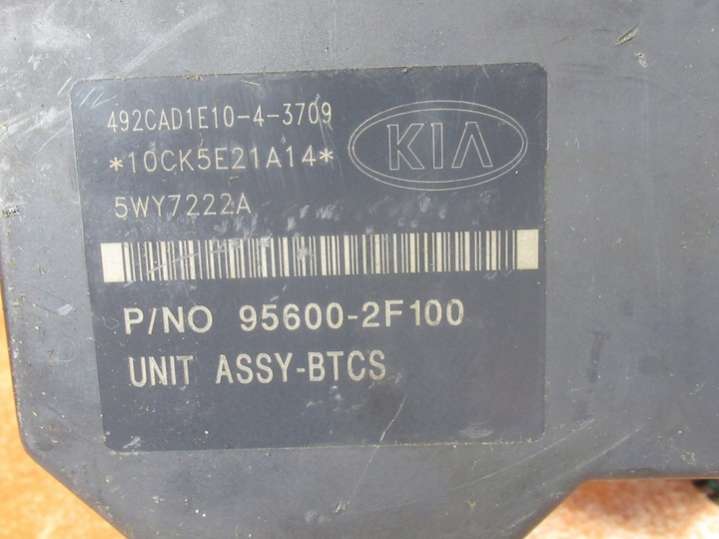 492CAD1E10-4-3709
*10CK5E21A14*
KIA
5WY7222A
P/NO 95600-2F100
UNIT ASSY-BTCS